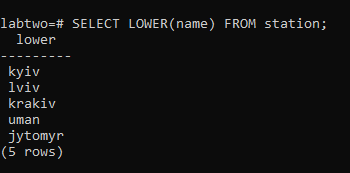 labtwo=# SELECT LOWER(name) FROM station;
lower
---------
kyiv
lviv
krakiv
uman
jytomyr
(5 rows)